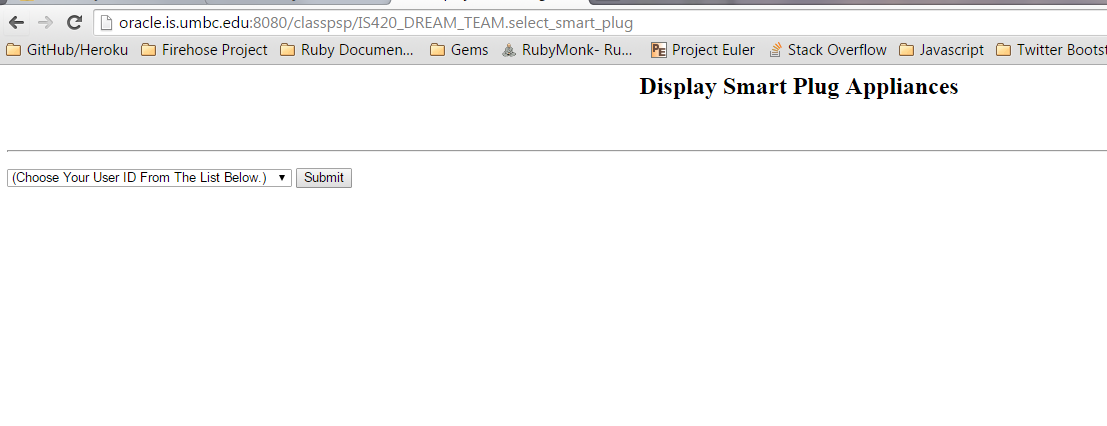 oracle.is.umbc.edu:8080/classpsp/IS420_DREAM_TEAM.select_smart_plug
GitHub/Heroku Firehose Project Ruby Documen... Gems RubyMonk- Ru... PE Project Euler Stack Overflow Javascript Twitter Boots
Display Smart Plug Appliances
(Choose Your User ID From The List Below.) Submit